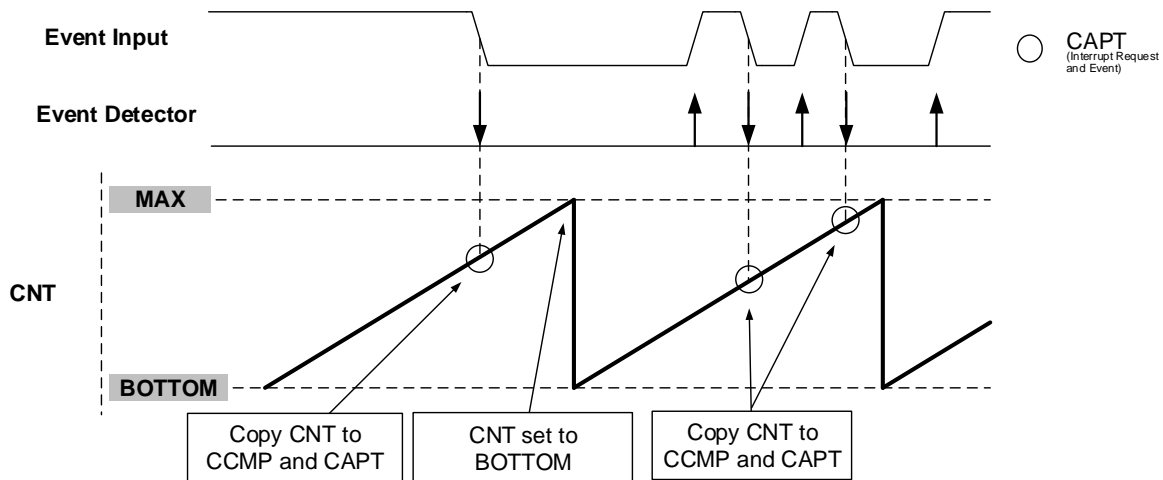 Event Input
CAPT
(Interrupt Request
and Event)
Event Detector
MAX
CNT
BOTTOM
Copy CNT to
CCMP and CAPT
CNT set to
BOTTOM
Copy CNT to
CCMP and CAPT